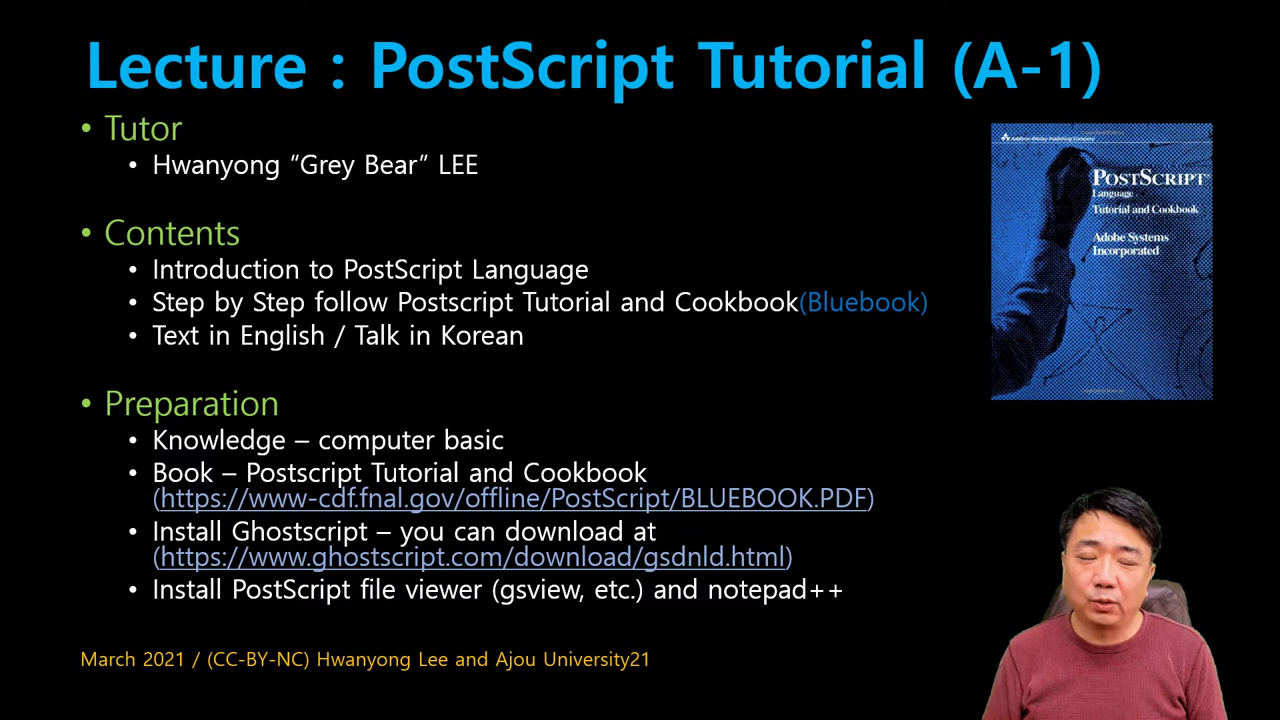 Lecture : PostScript Tutorial (A-1)
• Tutor
• Hwanyong “Grey Bear” LEE
• Contents
• Introduction to PostScript Language
• Step by Step follow Postscript Tutorial and Cookbook(Bluebook)
• Text in English / Talk in Korean
• Preparation
• Knowledge – computer basic
• Book – Postscript Tutorial and Cookbook
(https://www-cdf.fnal.gov/offline/PostScript/BLUEBOOK.PDF)
• Install Ghostscript – you can download at
(https://www.ghostscript.com/download/gsdnld.html)
• Install PostScript file viewer (gsview, etc.) and notepad++
March 2021 / (CC-BY-NC) Hwanyong Lee and Ajou University21
Addison-Wesley Publishing Company
POSTSCRIPT®
Language
Tutorial and Cookbook
Adobe Systems
Incorporated